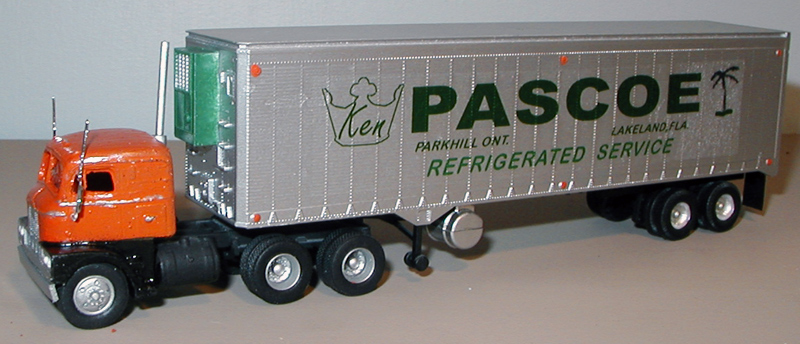 Ken PASCOE
PARKHILL ONT. LAKELAND,FLA.
REFRIGERATED SERVICE